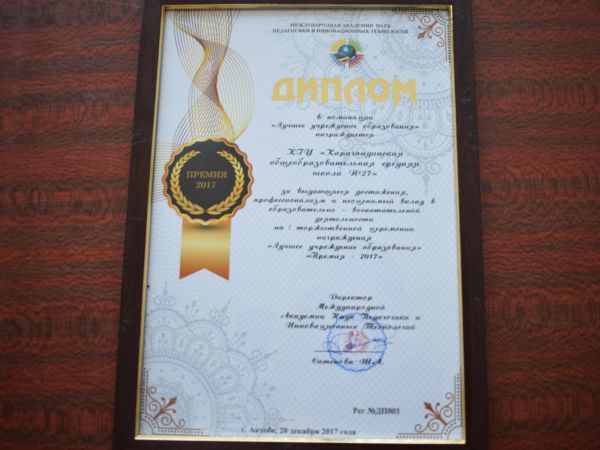 МЕЖДУНАРОДНАЯ АКАДЕМИЯ НАУК
ПЕДАГОГИКИ И ИННОВАЦИОННЫХ ТЕХНОЛОГИЙ
ДИПЛОМ
в номинации
«Лучшее учреждение образования»
награждается
КГУ «Карагандинская
общеобразовательная средняя
школа №27»
ПРЕМИЯ
2017
за выдающиеся достижения,
профессионализм и неоценимый вклад в
образовательно – воспитательной
деятельности
на торжественной церемонии
награждения
«Лучшее учреждение образования»
«Премия - 2017»
Директор
Международной
Академии Наук Педагогики и
Инновационных Технологий
Сатенова Ш.А.
Рег №ДП003
г. Актобе, 20 декабря 2017 года